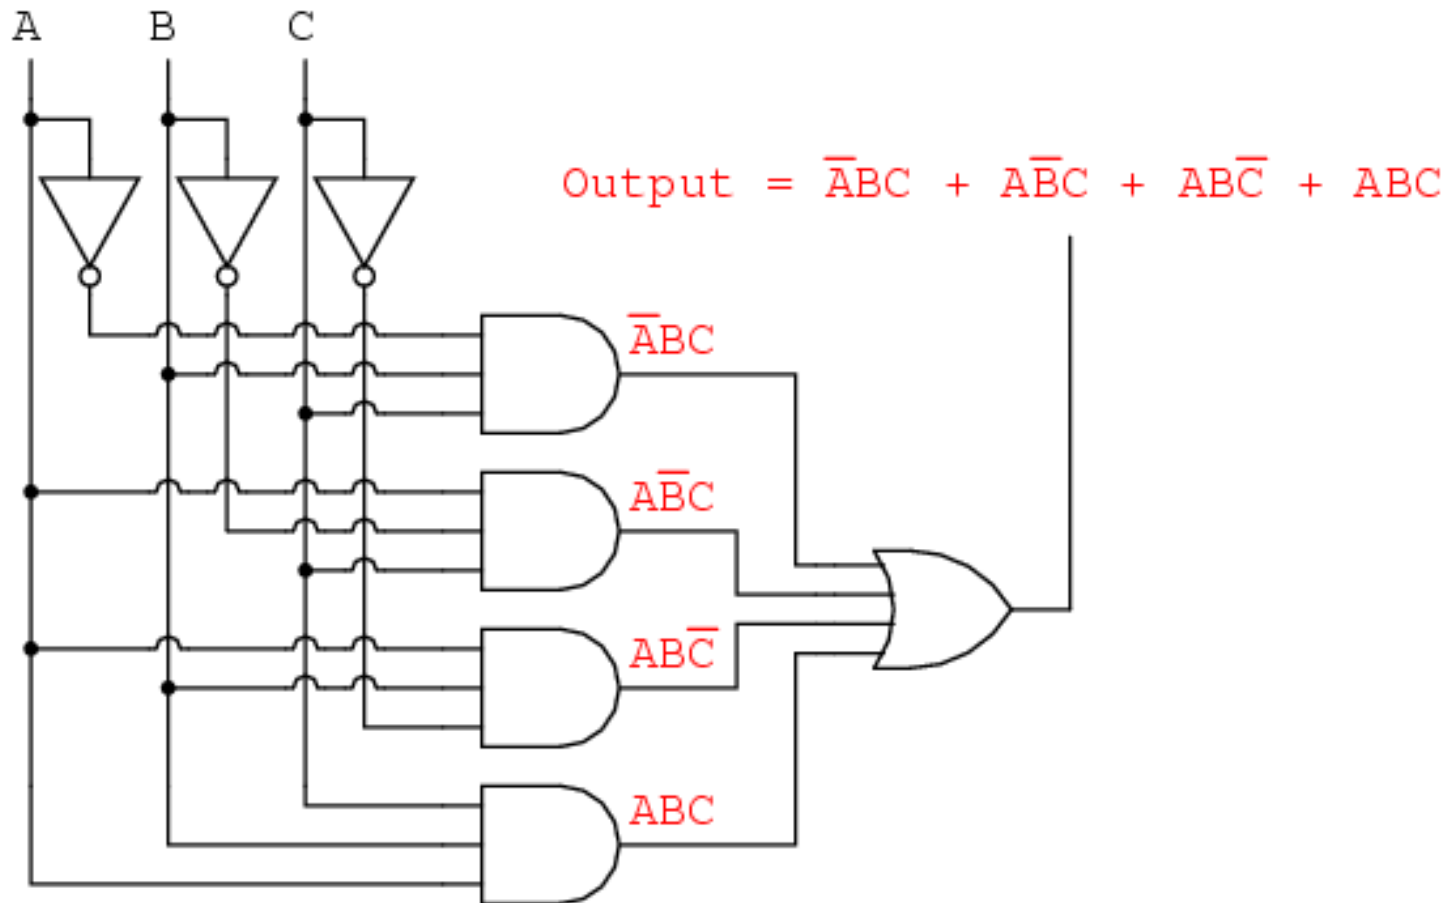 A B C
Output = A̅BC + AB̅C + ABC̅ + ABC
A̅BC
AB̅C
ABC̅
ABC